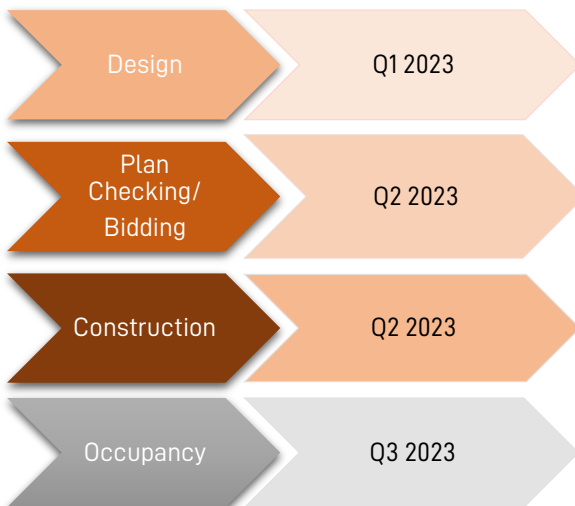 Design
Q1 2023
Plan
Checking/
Bidding
Q2 2023
Construction
Q2 2023
Occupancy
Q3 2023